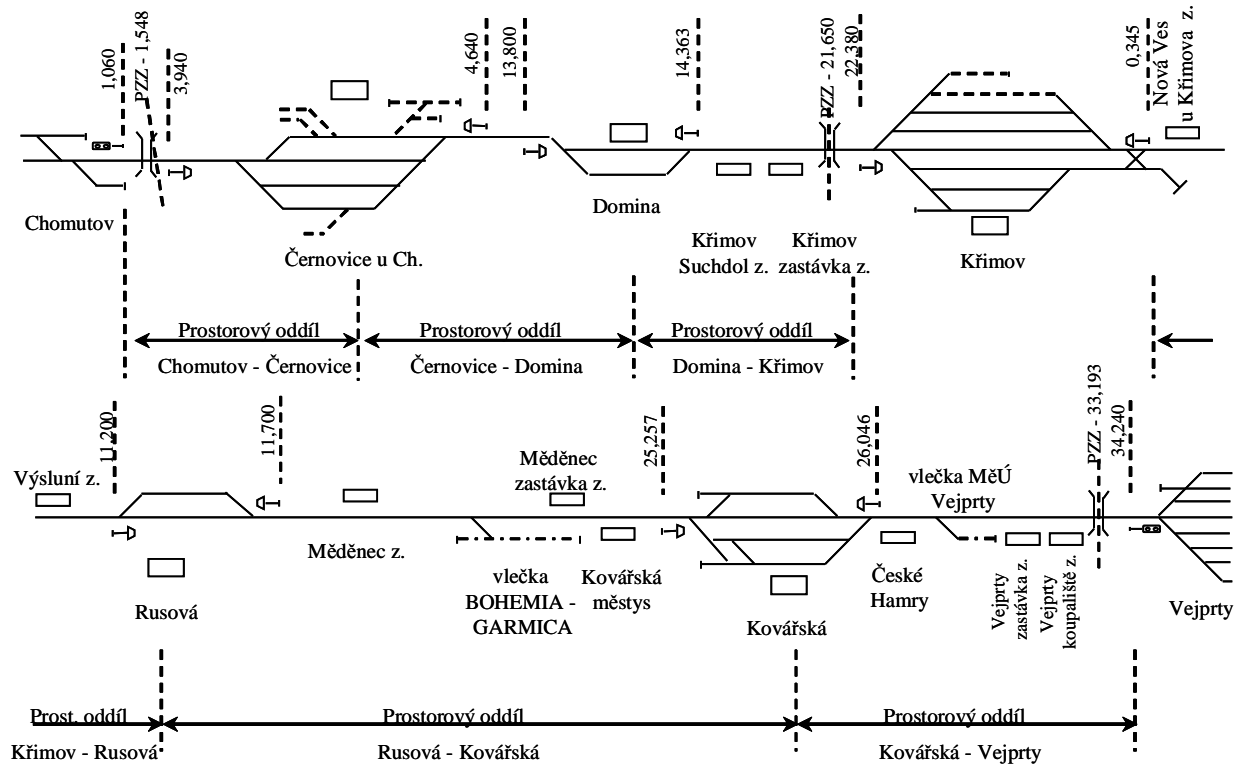 1,060
PZZ - 1,548
3,940
4,640
13,800
14,363
PZZ - 21,650
22,380
0,345
Nová Ves
u Křimova z.
Chomutov
Černovice u Ch.
Domina
Křimov
Suchdol z.
Křimov
zastávka z.
Křimov
Prostorový oddíl
Chomutov - Černovice
Prostorový oddíl
Černovice - Domina
Prostorový oddíl
Domina - Křimov
Výsluní z.
11,200
11,700
Měděnec
zastávka z.
25,257
26,046
vlečka MěÚ
Vejprty
PZZ - 33,193
34,240
Rusová
Měděnec z.
vlečka
BOHEMIA -
GARMICA
Kovářská
městys
Kovářská
České
Hamry
Vejprty
zastávka z.
Vejprty
koupaliště z.
Vejprty
Prost. oddíl
Křimov - Rusová
Prostorový oddíl
Rusová - Kovářská
Prostorový oddíl
Kovářská - Vejprty